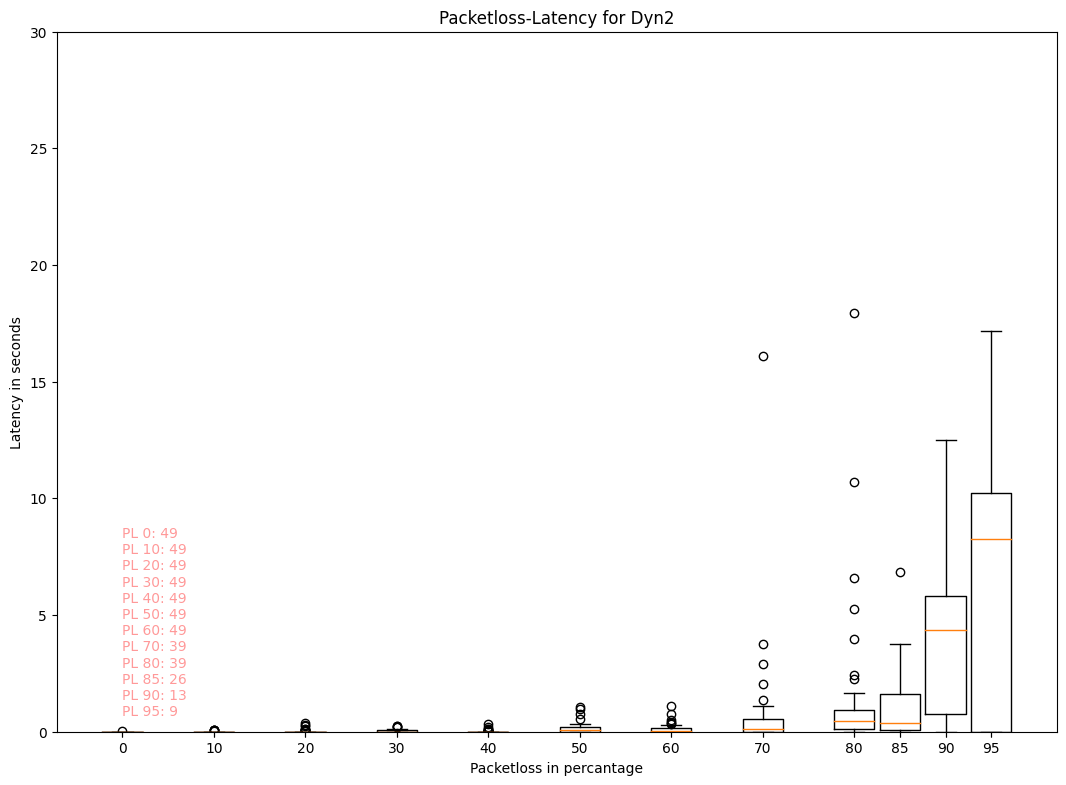 Packetloss-Latency for Dyn2
30
25
20
15
10
5
0
Latency in seconds
PL 0: 49
PL 10: 49
PL 20: 49
PL 30: 49
PL 40: 49
PL 50: 49
PL 60: 49
PL 70: 39
PL 80: 39
PL 85: 26
PL 90: 13
PL 95: 9
0 10 20 30 40 50 60 70 80 85 90 95
Packetloss in percantage